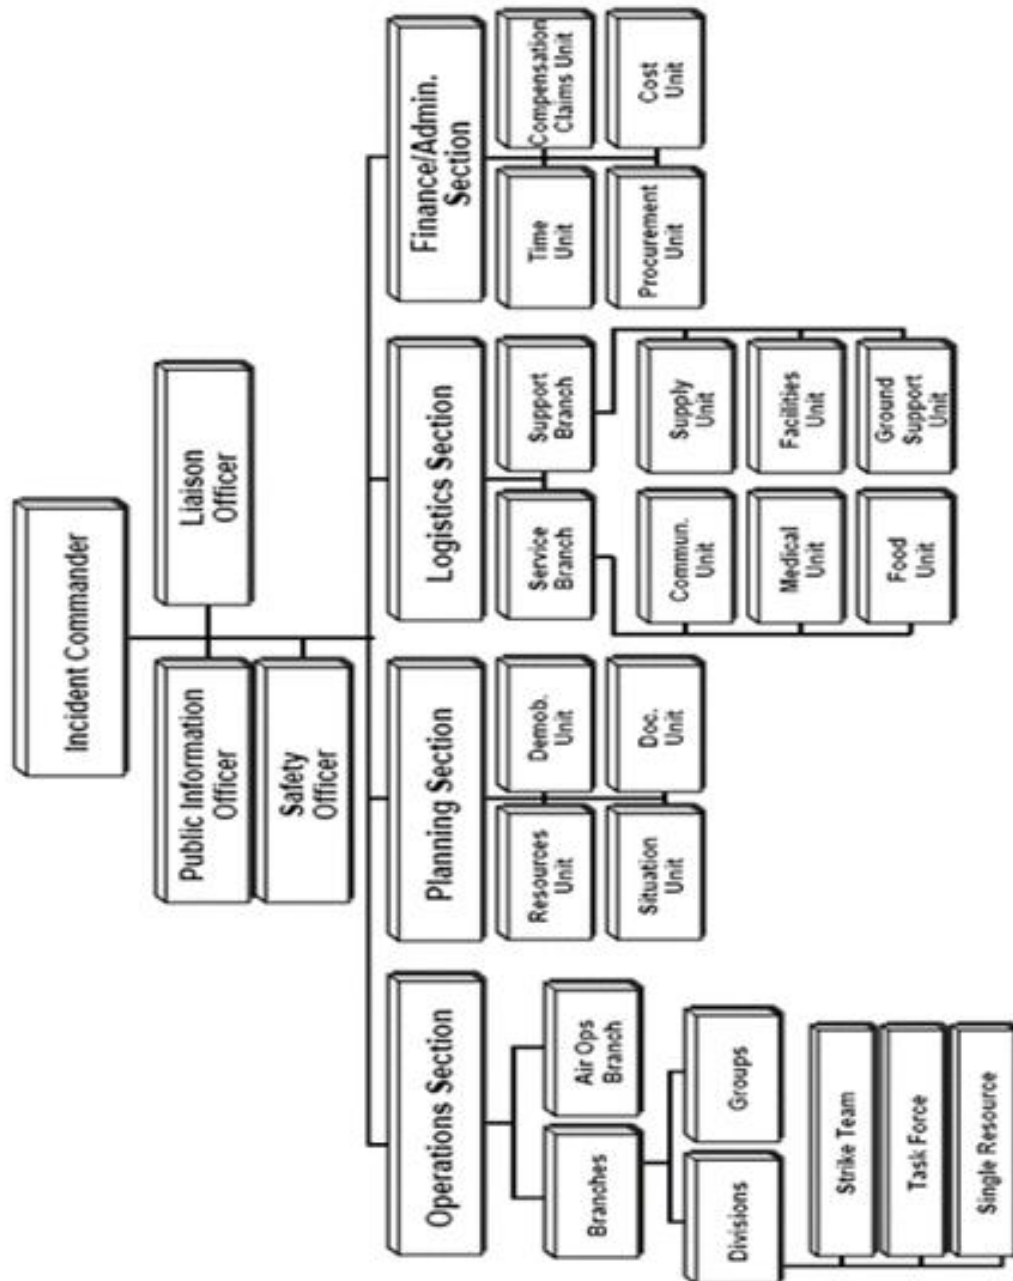 Incident Commander
Public Information
Officer
Liaison
Officer
Safety
Officer
Operations Section
Planning Section
Logistics Section
Finance/Admin.
Section
Branches
Air Ops
Branch
Divisions
Groups
Strike Team
Task Force
Single Resource
Resources
Unit
Demob.
Unit
Situation
Unit
Doc.
Unit
Service
Branch
Support
Branch
Commun.
Unit
Supply
Unit
Medical
Unit
Facilities
Unit
Food
Unit
Ground
Support
Unit
Time
Unit
Compensation
Claims Unit
Procurement
Unit
Cost
Unit